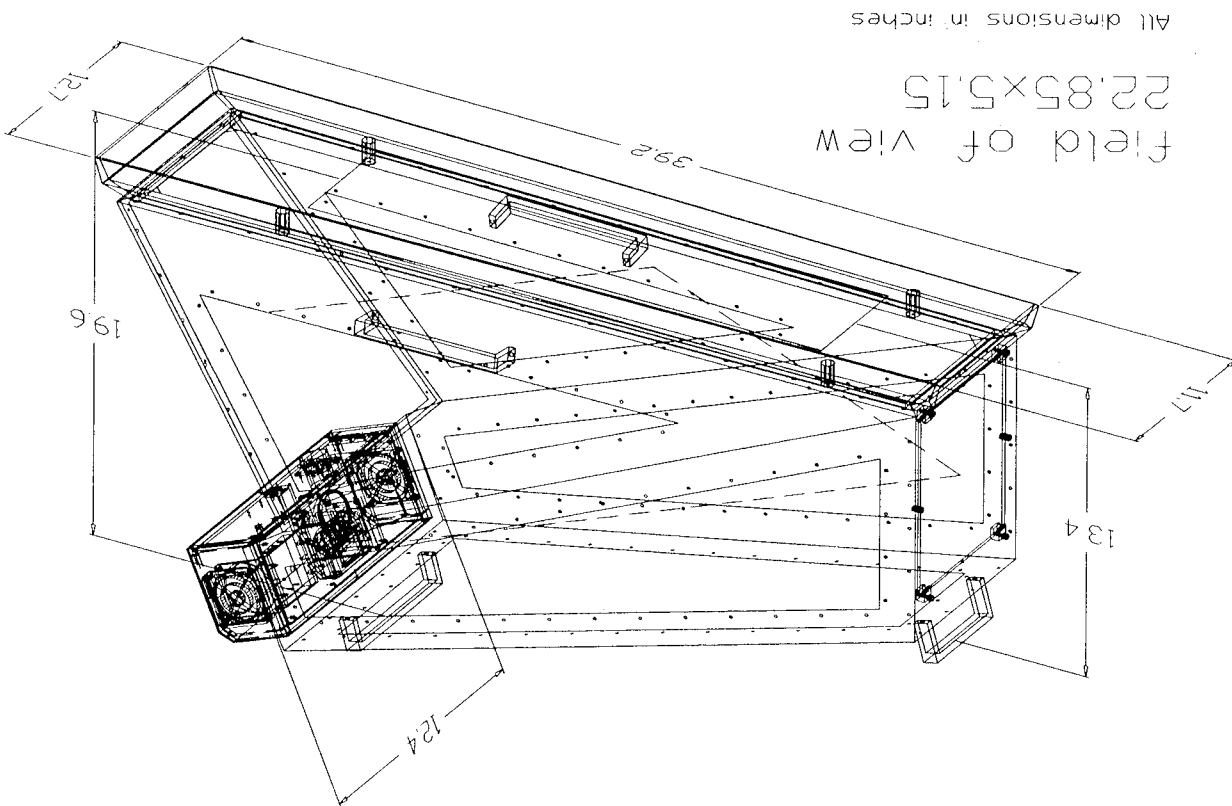 12.4
13.4
11.7
19.6
39.2
field of view
22.85x5.15
12.7
All dimensions in inches